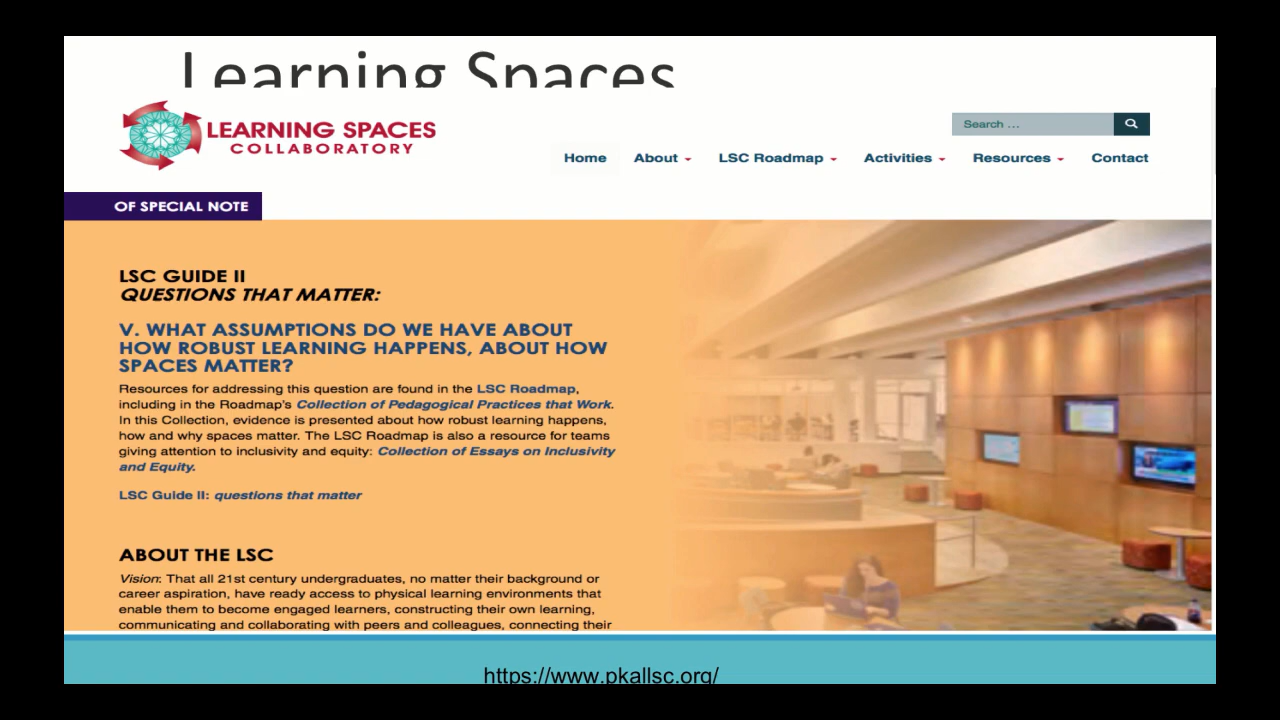 Learning Spaces
LEARNING SPACES
COLLABORATORY
Search ...
Home About LSC Roadmap Activities Resources Contact
OF SPECIAL NOTE
LSC GUIDE II
QUESTIONS THAT MATTER:
V. WHAT ASSUMPTIONS DO WE HAVE ABOUT
HOW ROBUST LEARNING HAPPENS, ABOUT HOW
SPACES MATTER?
Resources for addressing this question are found in the LSC Roadmap,
including in the Roadmap's Collection of Pedagogical Practices that Work.
In this Collection, evidence is presented about how robust learning happens,
how and why spaces matter. The LSC Roadmap is also a resource for teams
giving attention to inclusivity and equity: Collection of Essays on Inclusivity
and Equity.
LSC Guide II: questions that matter
ABOUT THE LSC
Vision: That all 21st century undergraduates, no matter their background or
career aspiration, have ready access to physical learning environments that
enable them to become engaged learners, constructing their own learning,
communicating and collaborating with peers and colleagues, connecting their
https://www.pkallsc.org/